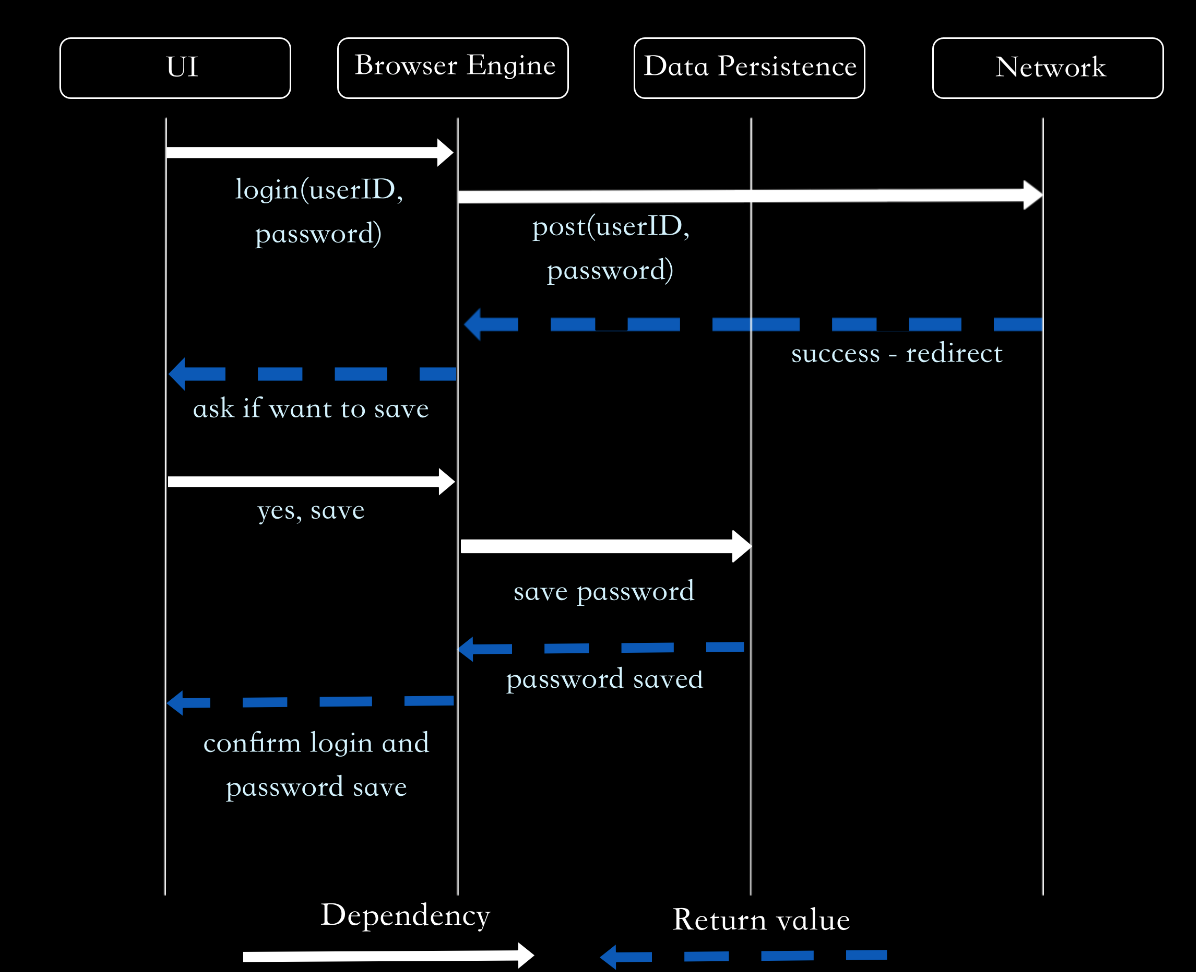 UI
Browser Engine
Data Persistence
Network
login(userID,
password)
post(userID,
password)
success - redirect
ask if want to save
yes, save
save password
password saved
confirm login and
password save
Dependency
Return value